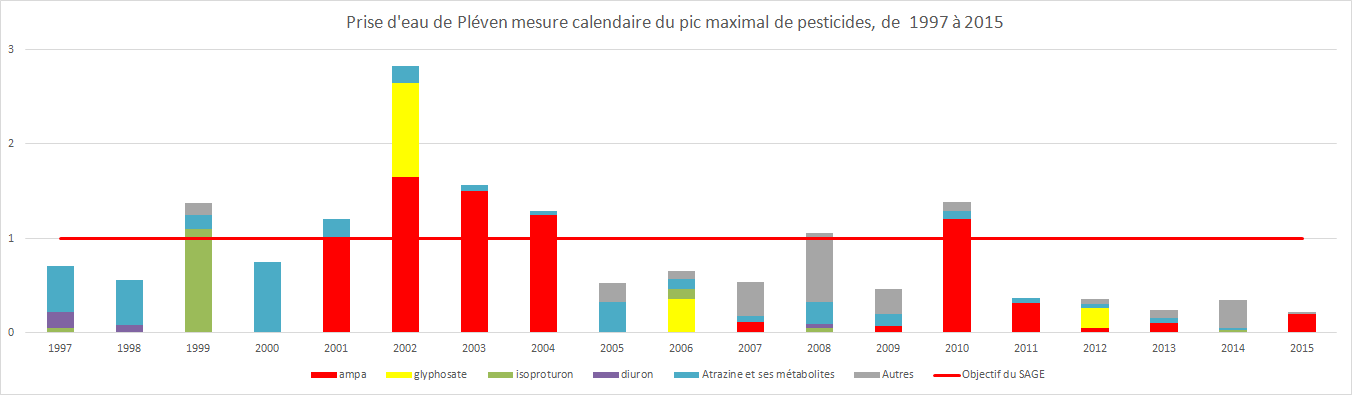 Prise d'eau de Pléven mesure calendaire du pic maximal de pesticides, de 1997 à 2015
3
2
1
0
1997 1998 1999 2000 2001 2002 2003 2004 2005 2006 2007 2008 2009 2010 2011 2012 2013 2014 2015
ampa glyphosate isoproturon diuron Atrazine et ses métabolites Autres Objectif du SAGE